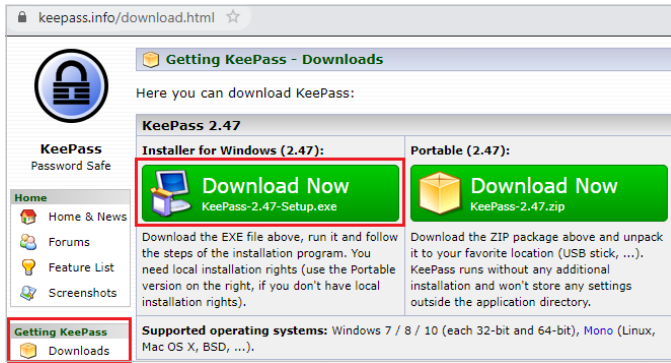 keepass.info/download.html
KeePass
Password Safe
Home
Home & News
Forums
Feature List
Screenshots
Getting KeePass
Downloads
Getting KeePass - Downloads
Here you can download KeePass:
KeePass 2.47
Installer for Windows (2.47):
Download Now
KeePass-2.47-Setup.exe
Download the EXE file above, run it and follow
the steps of the installation program. You
need local installation rights (use the Portable
version on the right, if you don't have local
installation rights).
Portable (2.47):
Download Now
KeePass-2.47.zip
Download the ZIP package above and unpack
it to your favorite location (USB stick, ...).
KeePass runs without any additional
installation and won't store any settings
outside the application directory.
Supported operating systems: Windows 7 / 8 / 10 (each 32-bit and 64-bit), Mono (Linux,
Mac OS X, BSD, ...).